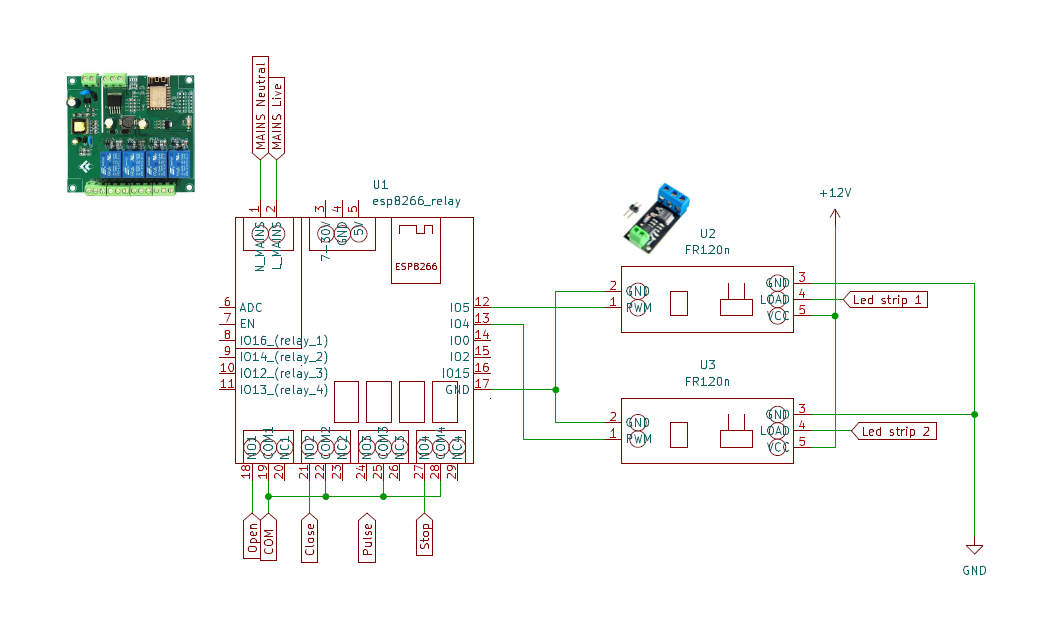 MAINS Neutral
MAINS Live
U1
esp8266_relay
1
2
3
4
5
N_MAINS
L_MAINS
7-30V
GND
5V
ESP8266
6 ADC
7 EN
8 IO16_(relay_1)
9 IO14_(relay_2)
10 IO12_(relay_3)
11 IO13_(relay_4)
IO5 12
IO4 13
IO0 14
IO2 15
IO15 16
GND 17
NO1
COM1
NC1
NO2
COM2
NC2
NO3
COM3
NC3
NO4
COM4
NC4
18
19
20
21
22
23
24
25
26
27
28
29
Open
COM
Close
Pulse
Stop
U2
FR120n
2 GND
1 PWM
GND 3
LOAD 4
VCC 5
Led strip 1
+12V
U3
FR120n
2 GND
1 PWM
GND 3
LOAD 4
VCC 5
Led strip 2
GND